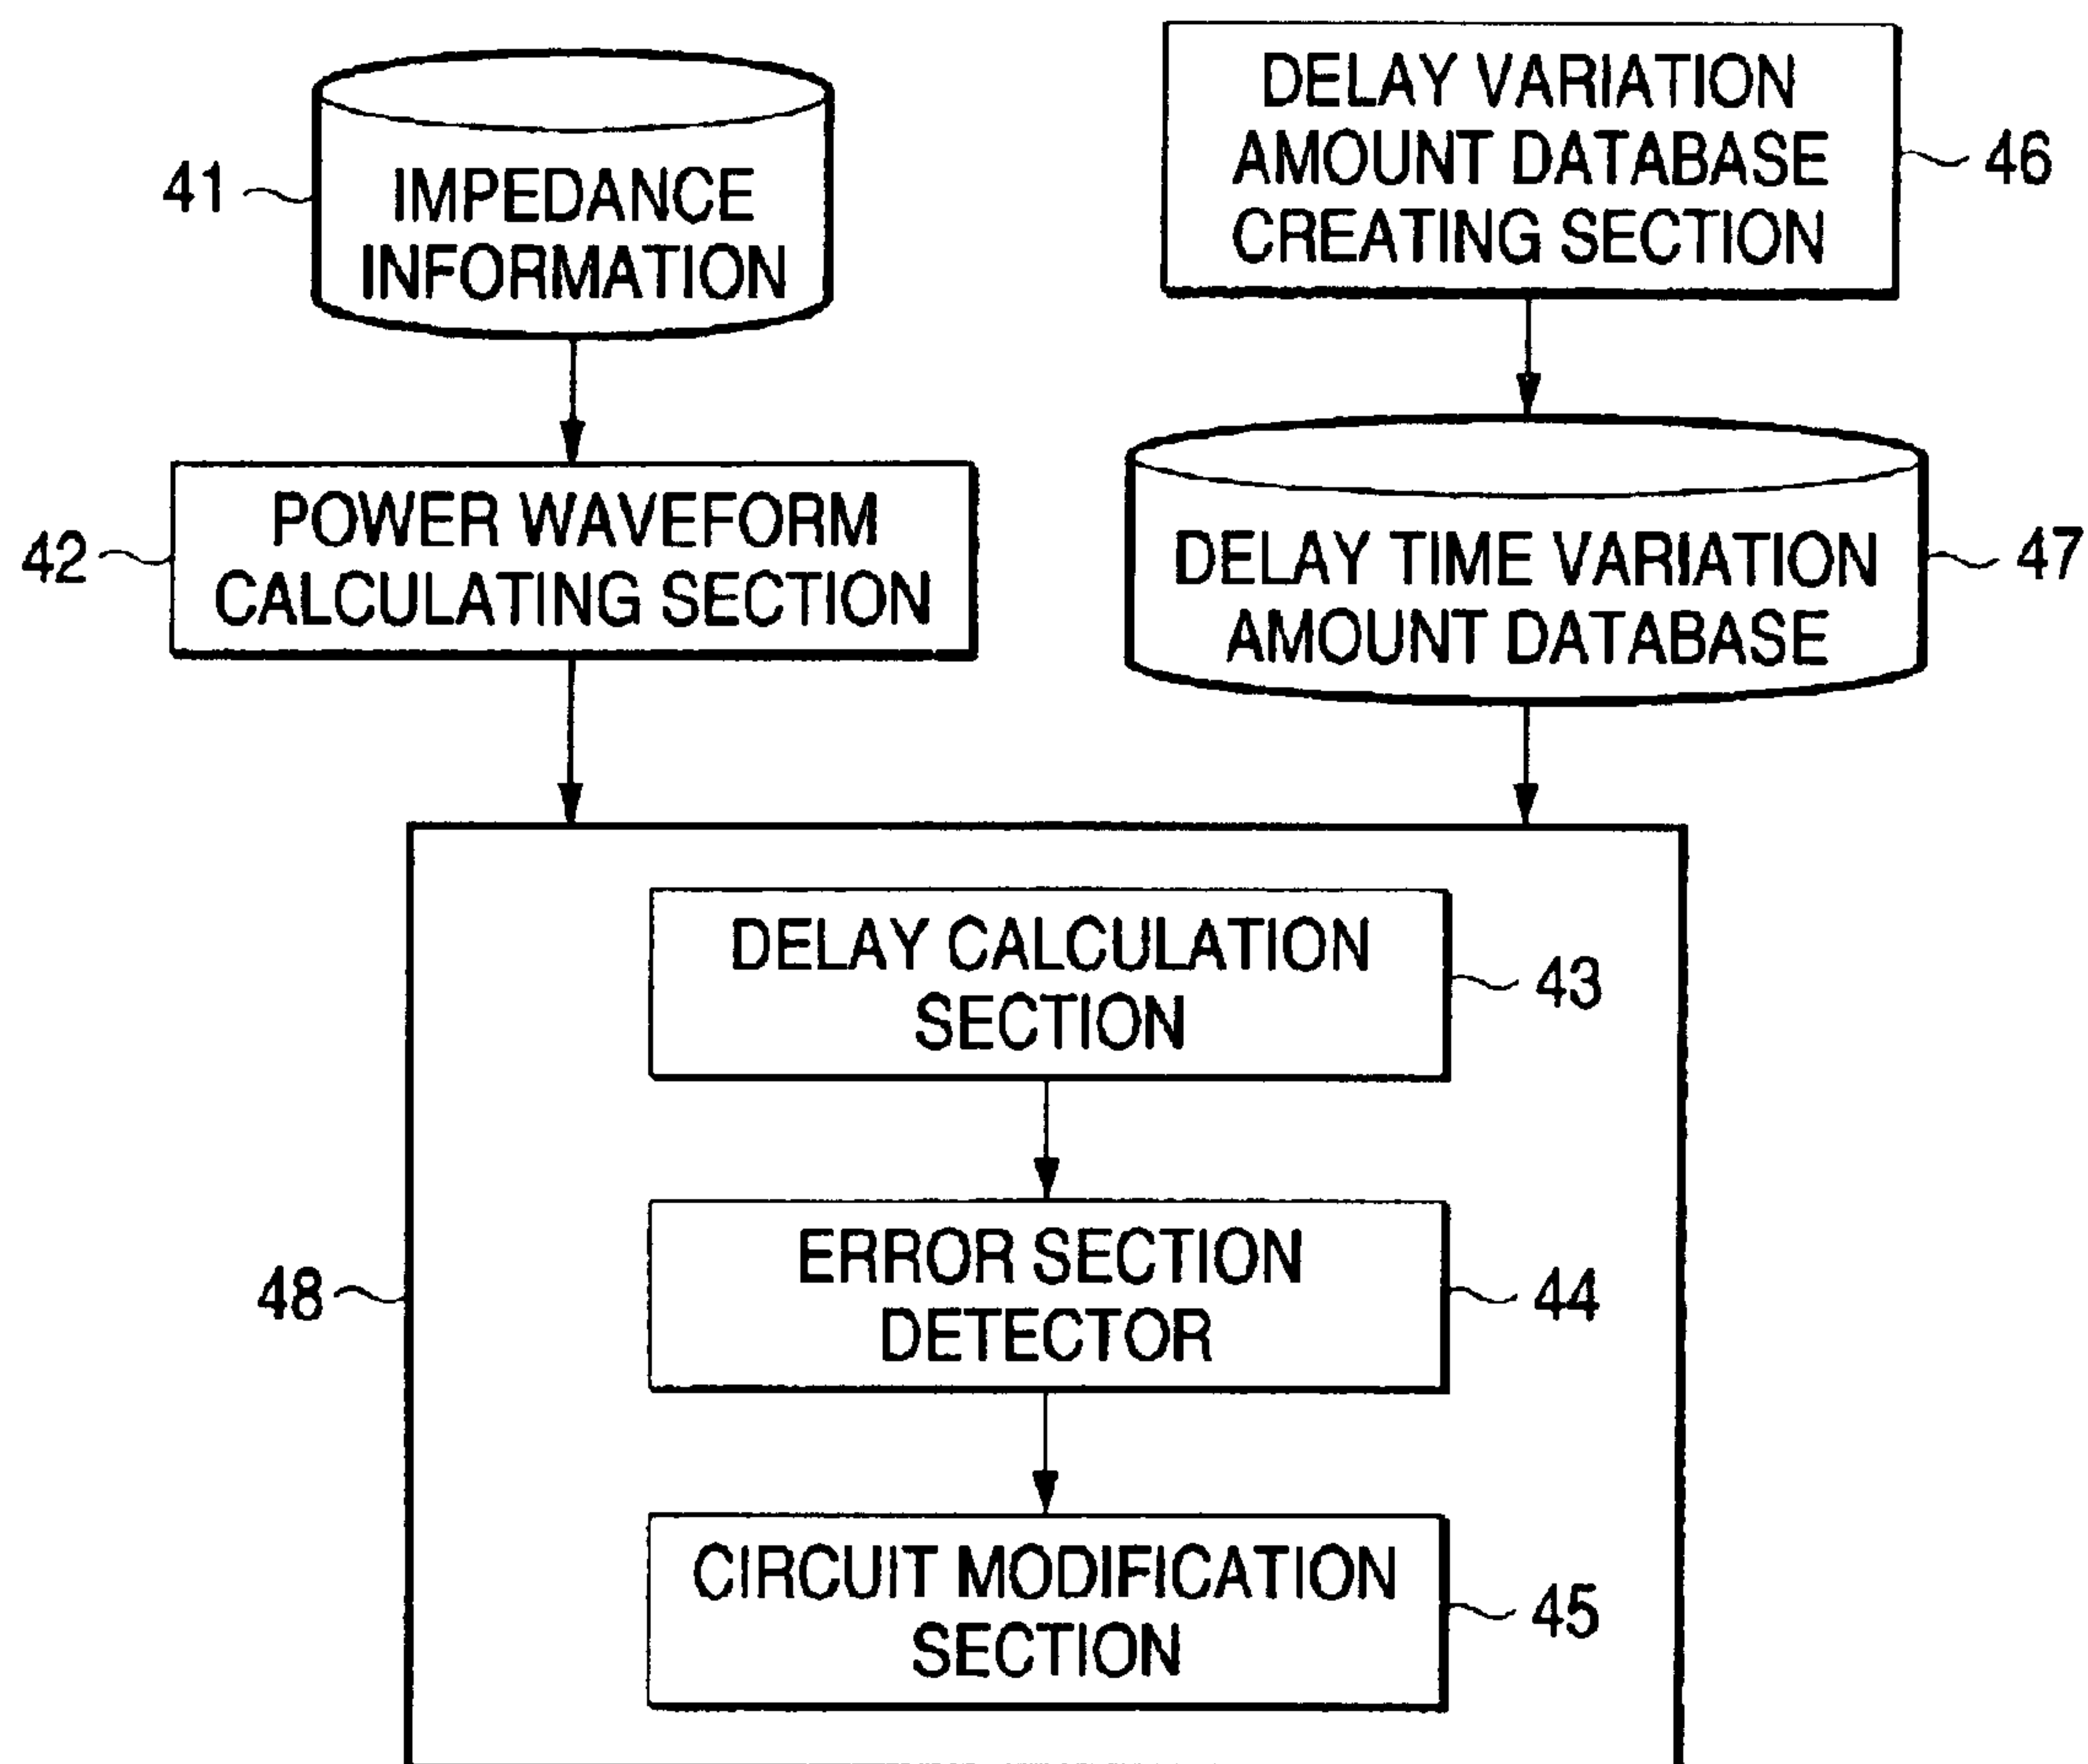 41
IMPEDANCE
INFORMATION
DELAY VARIATION
AMOUNT DATABASE
CREATING SECTION
46
42
POWER WAVEFORM
CALCULATING SECTION
DELAY TIME VARIATION
AMOUNT DATABASE
47
48
DELAY CALCULATION
SECTION
43
ERROR SECTION
DETECTOR
44
CIRCUIT MODIFICATION
SECTION
45